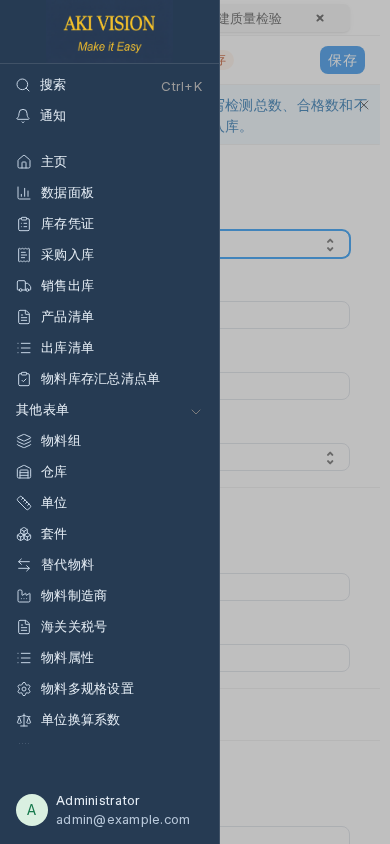 AKI VISION
Make it Easy
建质量检验
×
搜索
Ctrl+K
保存
通知
检测总数、合格数和不
入库。
主页
数据面板
库存凭证
采购入库
销售出库
产品清单
出库清单
物料库存汇总清点单
其他表单
物料组
仓库
单位
套件
替代物料
物料制造商
海关关税号
物料属性
物料多规格设置
单位换算系数
A
Administrator
admin@example.com